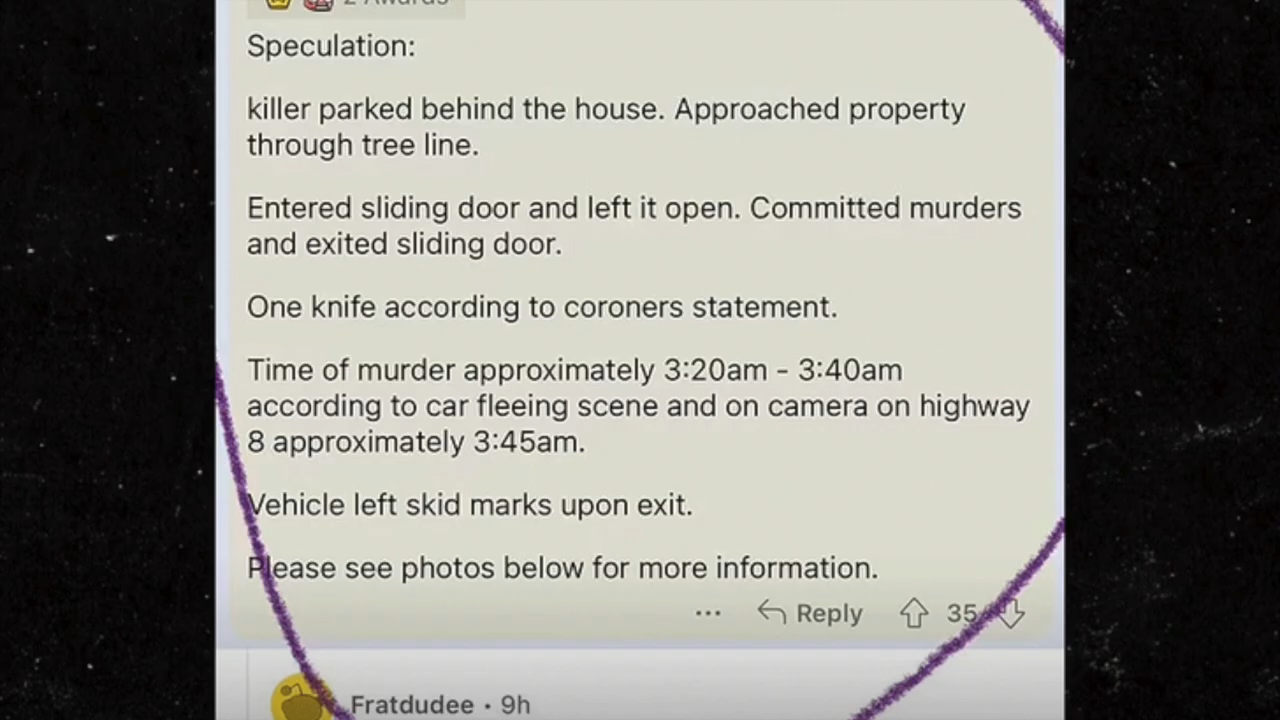 2 Awards
Speculation:
killer parked behind the house. Approached property
through tree line.
Entered sliding door and left it open. Committed murders
and exited sliding door.
One knife according to coroners statement.
Time of murder approximately 3:20am - 3:40am
according to car fleeing scene and on camera on highway
8 approximately 3:45am.
Vehicle left skid marks upon exit.
Please see photos below for more information.
... Reply 35
Fratdudee · 9h